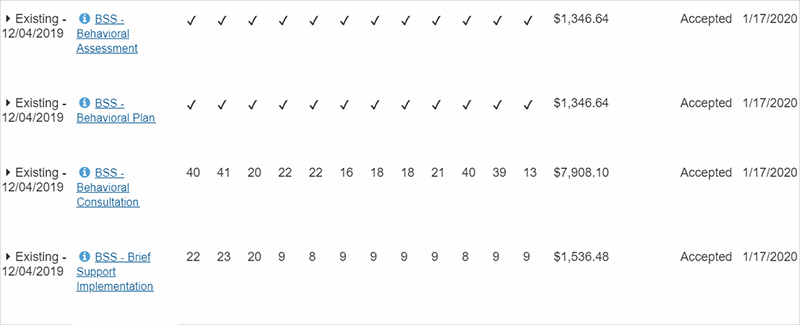 Existing - BSS - ✓ ✓ ✓ ✓ ✓ ✓ ✓ ✓ ✓ ✓ ✓ ✓ $1,346.64 Accepted 1/17/2020
12/04/2019 Behavioral
Assessment
Existing - BSS - ✓ ✓ ✓ ✓ ✓ ✓ ✓ ✓ ✓ ✓ ✓ ✓ $1,346.64 Accepted 1/17/2020
12/04/2019 Behavioral Plan
Existing - BSS - 40 41 20 22 22 16 18 18 21 40 39 13 $7,908.10 Accepted 1/17/2020
12/04/2019 Behavioral
Consultation
Existing - BSS - Brief 22 23 20 9 8 9 9 9 9 8 9 9 $1,536.48 Accepted 1/17/2020
12/04/2019 Support
Implementation